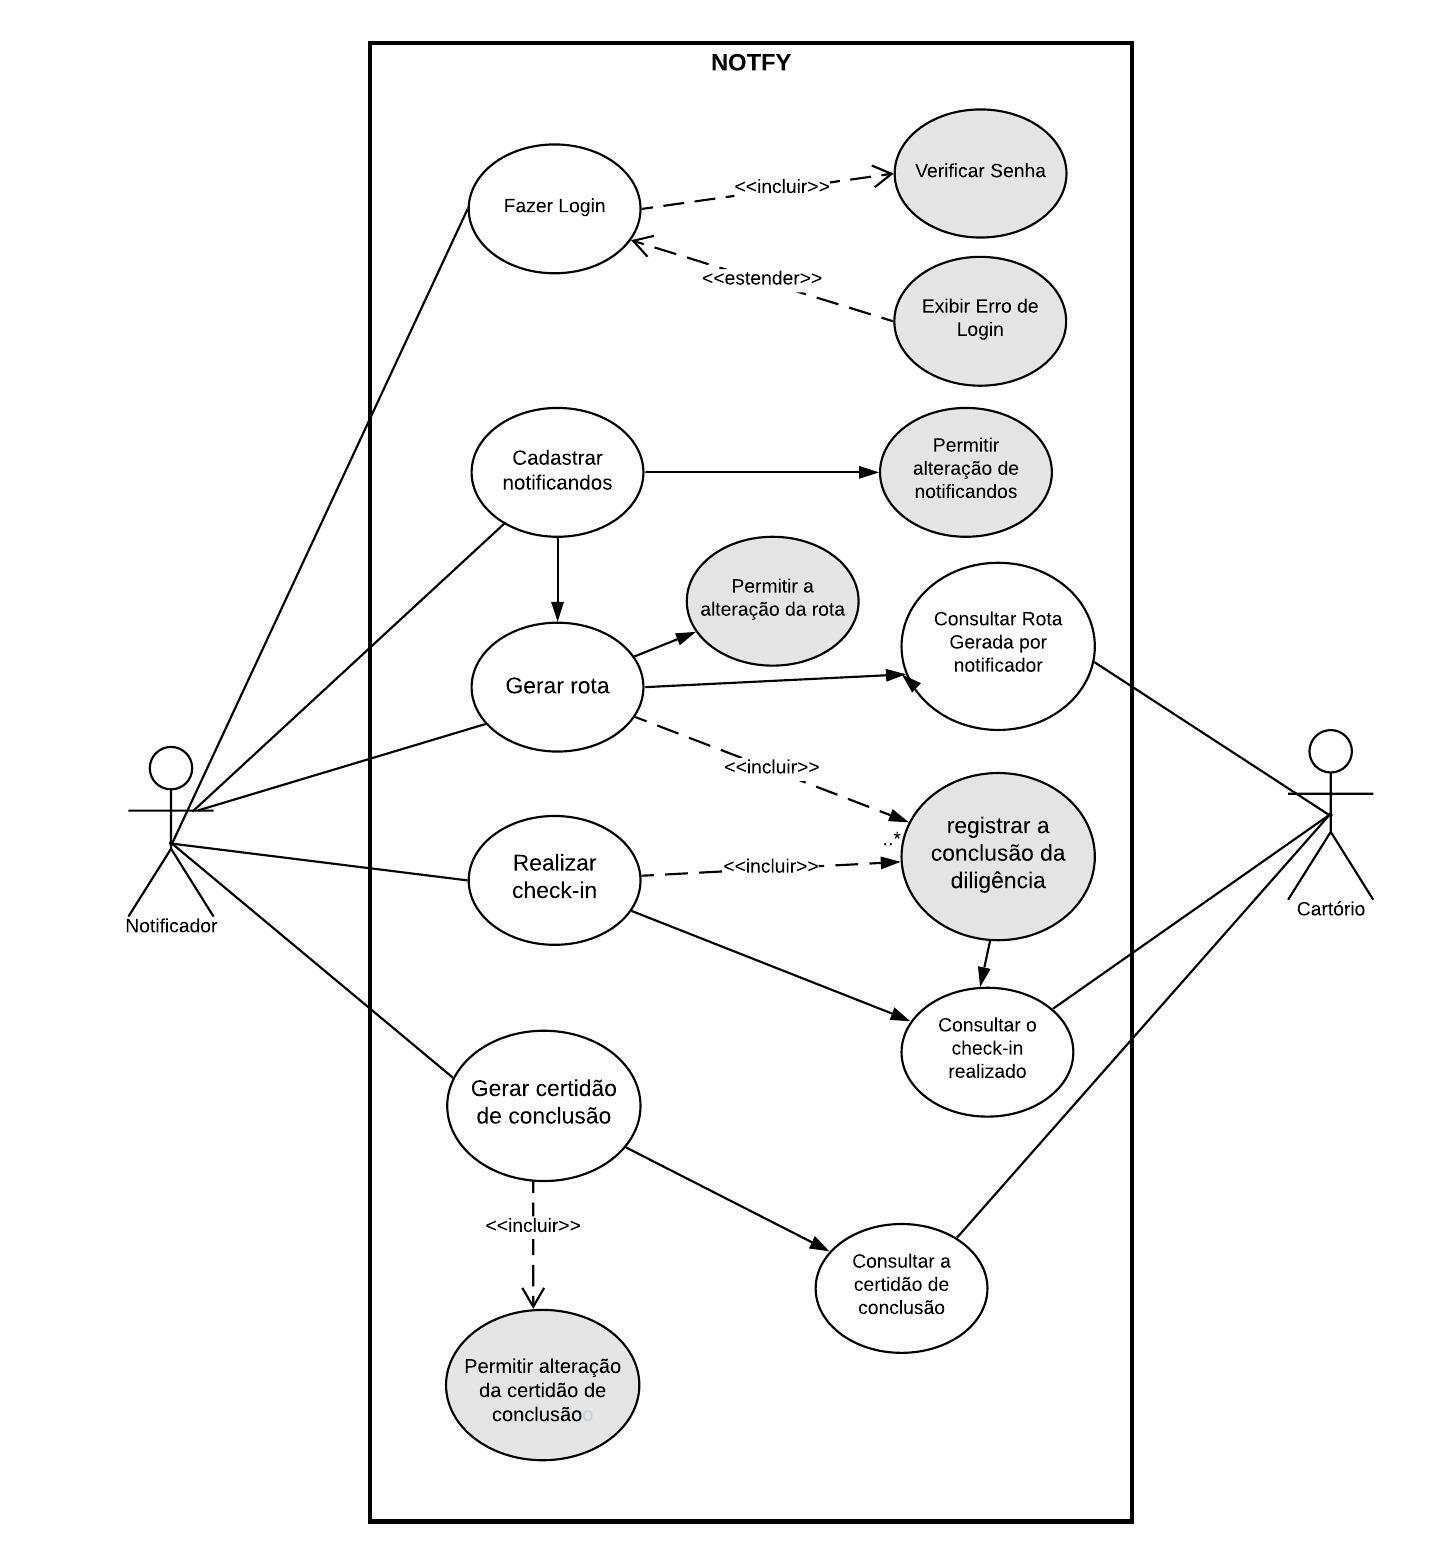 NOTFY
Verificar Senha
<<incluir>>
Fazer Login
<<estender>>
Exibir Erro de
Login
Cadastrar
notificandos
Permitir
alteração de
notificandos
Permitir a
alteração da rota
Consultar Rota
Gerada por
notificador
Gerar rota
<<incluir>>
registrar a
conclusão da
diligência
..*
Realizar
check-in
<<incluir>>
Notificador
Cartório
Consultar o
check-in
realizado
Gerar certidão
de conclusão
<<incluir>>
Consultar a
certidão de
conclusão
Permitir alteração
da certidão de
conclusãoo